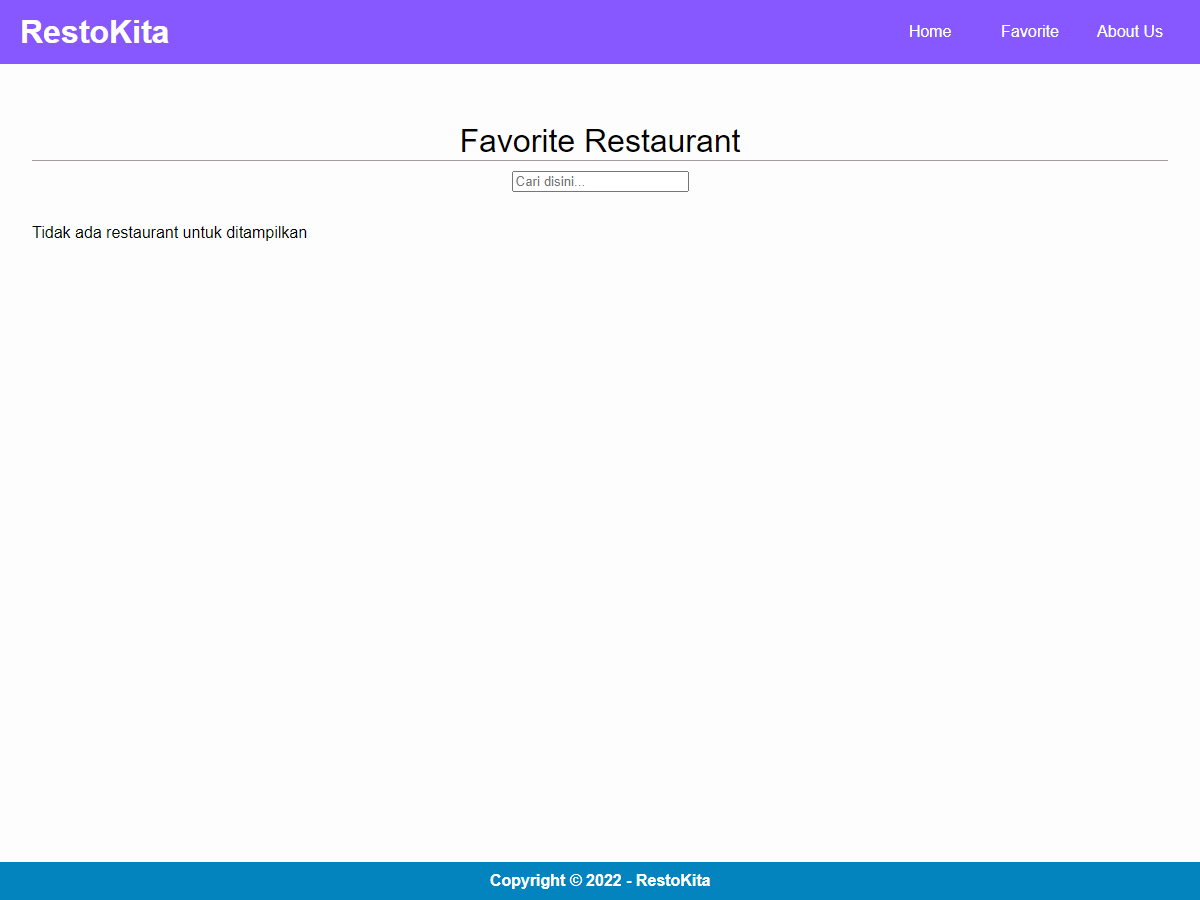 RestoKita
Home
Favorite
About Us
Favorite Restaurant
Cari disini...
Tidak ada restaurant untuk ditampilkan
Copyright © 2022 - RestoKita